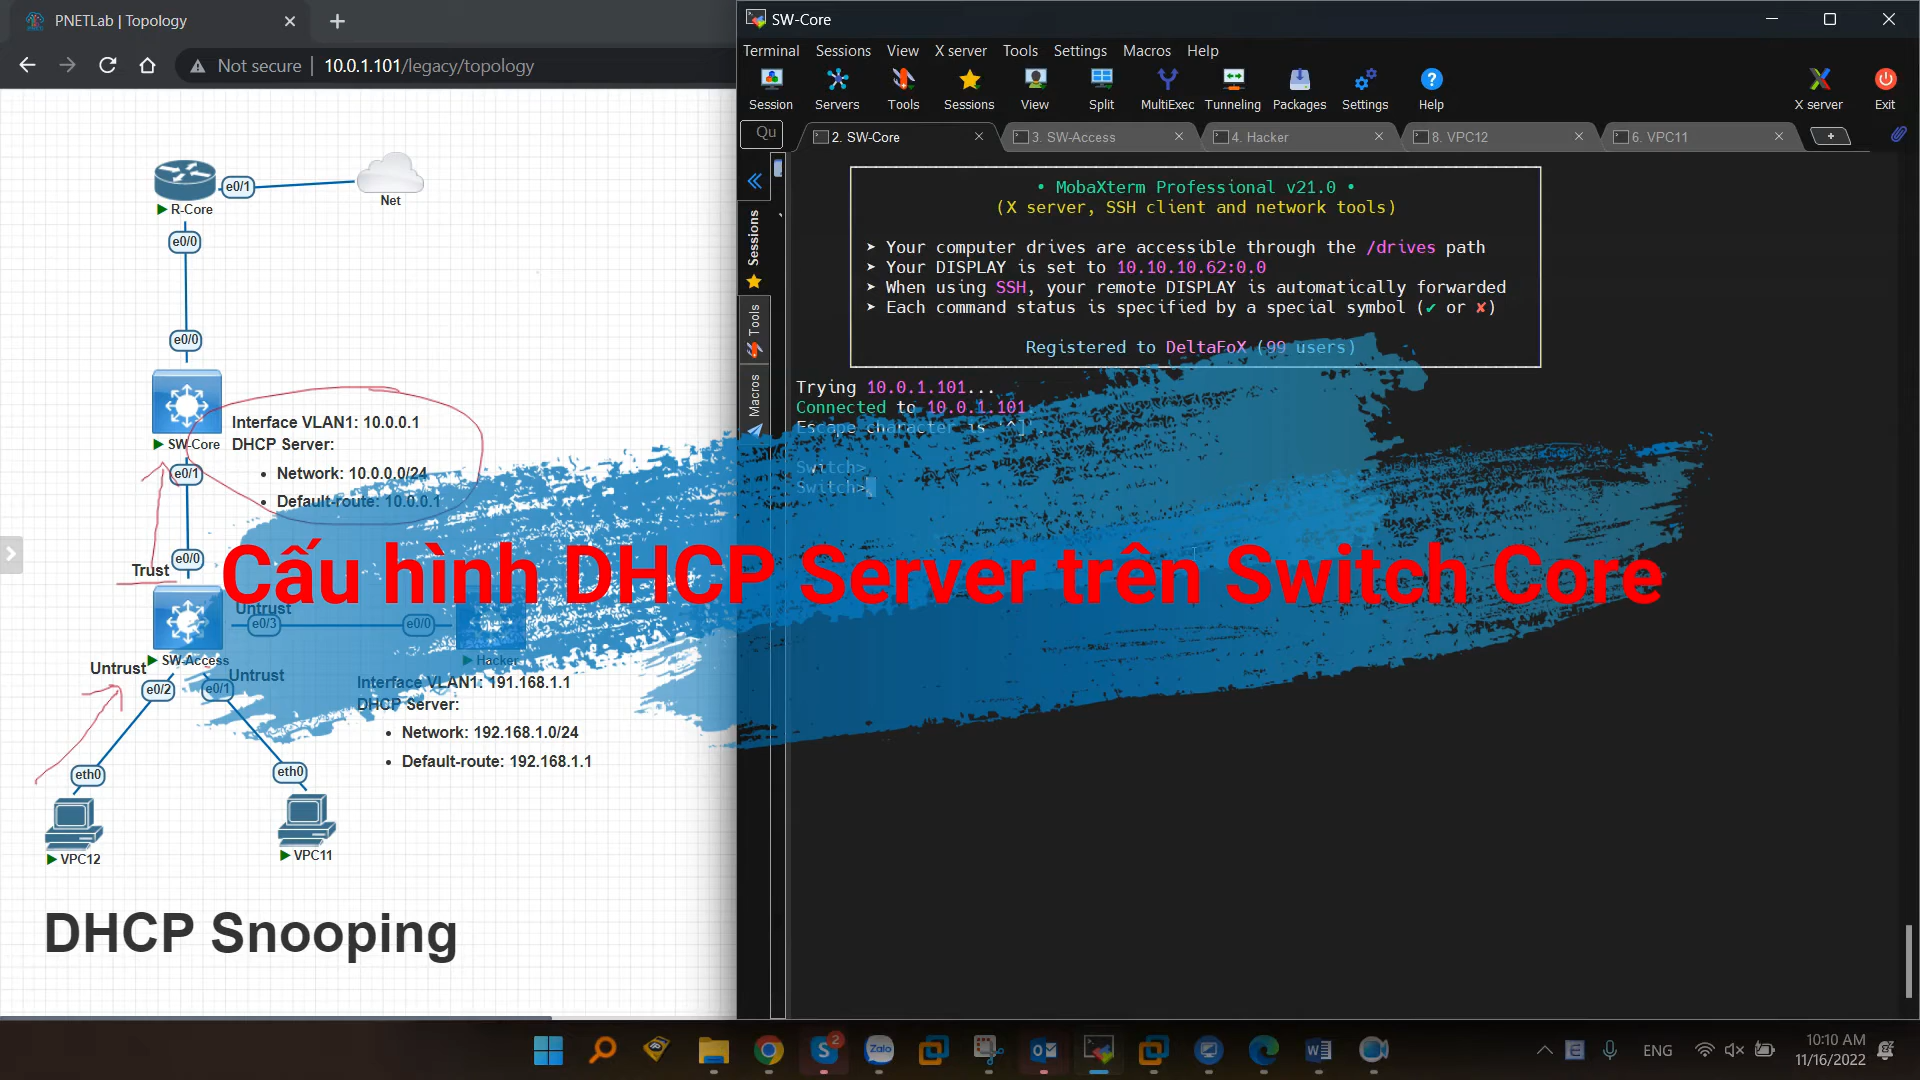 PNETLab | Topology
Not secure | 10.0.1.101/legacy/topology
e0/1
R-Core
Net
e0/0
e0/0
Interface VLAN1: 10.0.0.1
SW-Core
DHCP Server:
e0/1
• Network: 10.0.0.0/24
• Default-route: 10.0.0.1
e0/0
Trust
Untrust
e0/3
e0/0
SW-Access
Hacker
Untrust
Untrust
e0/2
e0/1
Interface VLAN1: 191.168.1.1
DHCP Server:
• Network: 192.168.1.0/24
• Default-route: 192.168.1.1
eth0
eth0
VPC12
VPC11
DHCP Snooping
SW-Core
Terminal Sessions View X server Tools Settings Macros Help
Session Servers Tools Sessions View Split MultiExec Tunneling Packages Settings Help X server Exit
Qu
2. SW-Core
3. SW-Access
4. Hacker
8. VPC12
6. VPC11
Sessions
Tools
Macros
• MobaXterm Professional v21.0 •
(X server, SSH client and network tools)
➤ Your computer drives are accessible through the /drives path
➤ Your DISPLAY is set to 10.10.10.62:0.0
➤ When using SSH, your remote DISPLAY is automatically forwarded
➤ Each command status is specified by a special symbol (✔ or ✘)
Registered to DeltaFoX (99 users)
Trying 10.0.1.101...
Connected to 10.0.1.101.
Escape character is '^]'.
Switch>
Switch>
Cấu hình DHCP Server trên Switch Core
2
Zalo
ENG
10:10 AM
11/16/2022